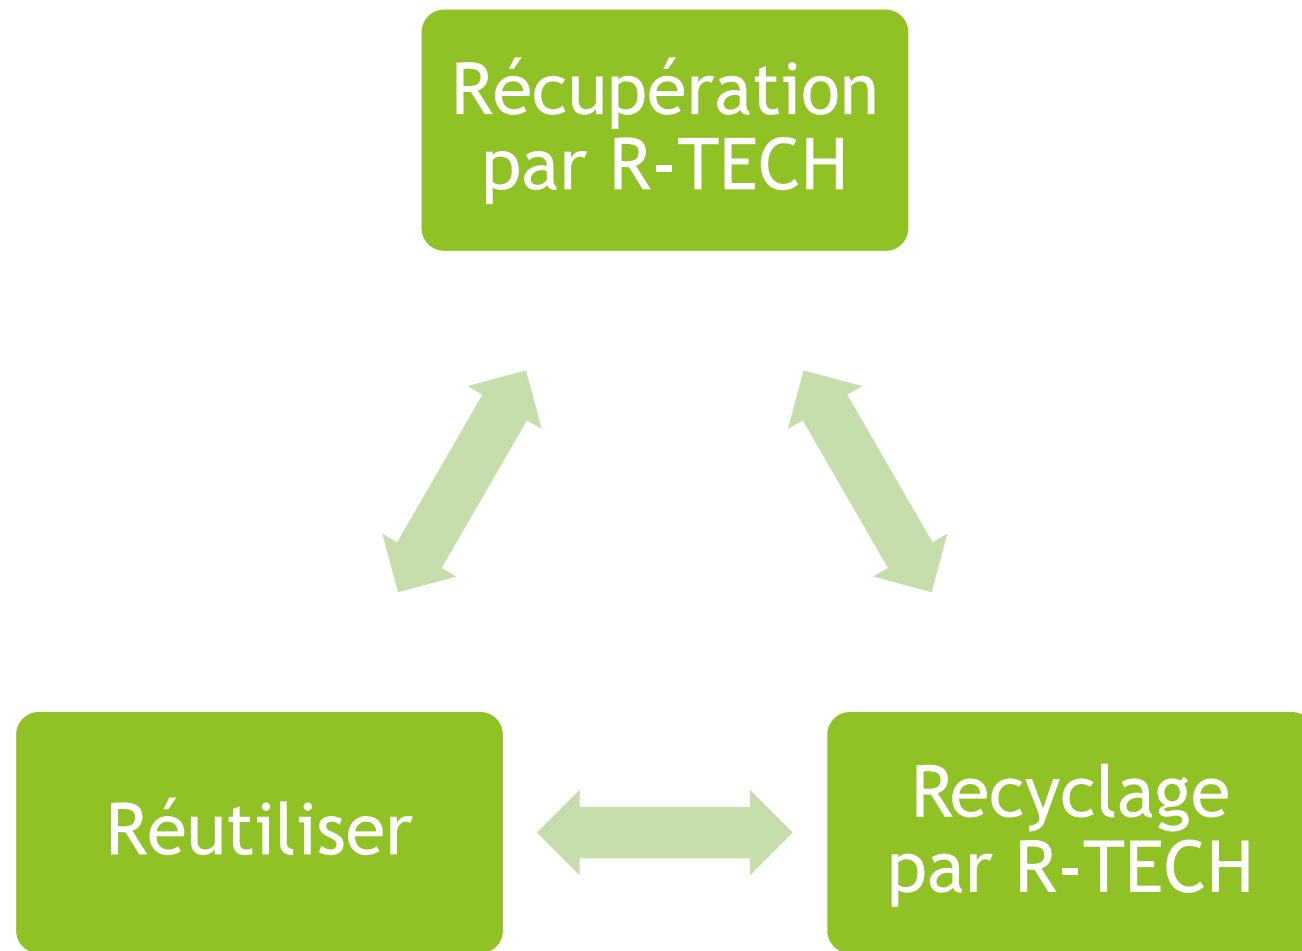 Récupération
par R-TECH
Réutiliser
Recyclage
par R-TECH